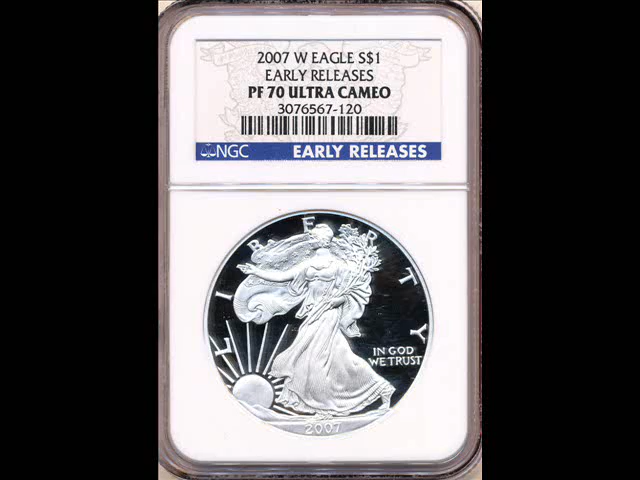 2007 W EAGLE S$1
EARLY RELEASES
PF 70 ULTRA CAMEO
3076567-120
NGC EARLY RELEASES
LIBERTY
IN GOD
WE TRUST
2007